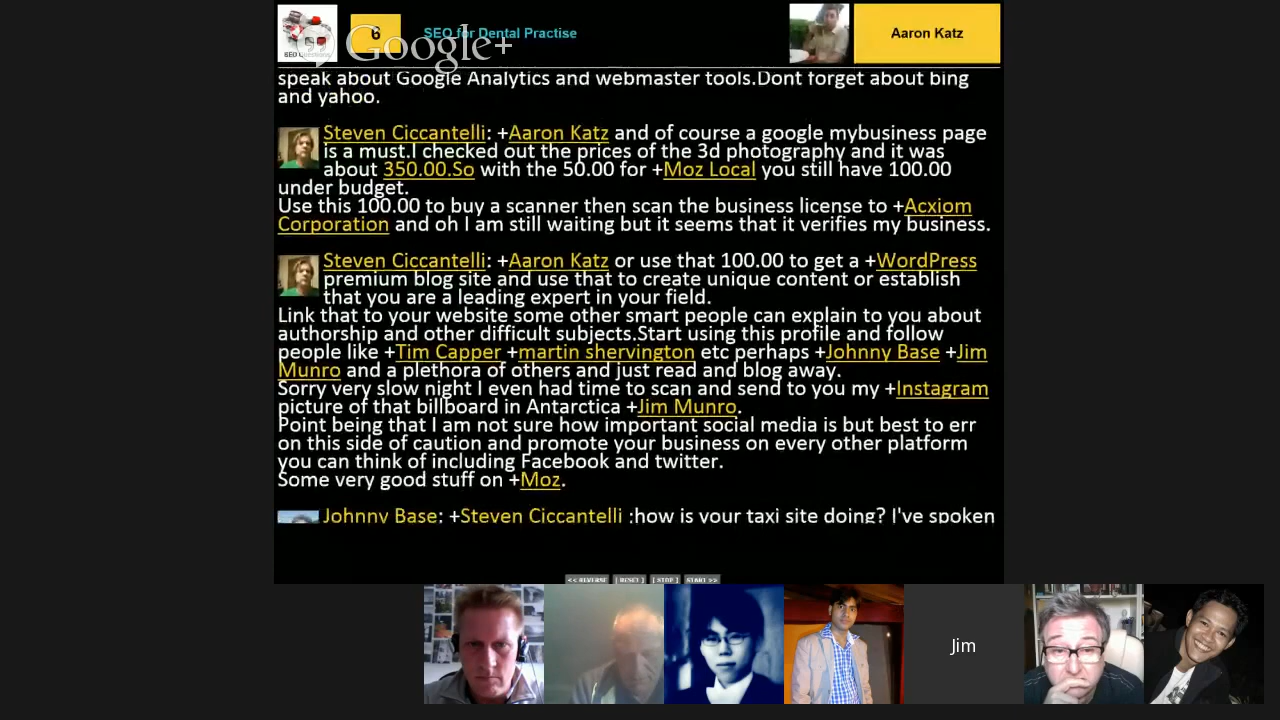 6
SEO for Dental Practise
Google+
Aaron Katz
speak about Google Analytics and webmaster tools.Dont forget about bing
and yahoo.
Steven Ciccantelli: +Aaron Katz and of course a google mybusiness page
is a must.I checked out the prices of the 3d photography and it was
about 350.00.So with the 50.00 for +Moz Local you still have 100.00
under budget.
Use this 100.00 to buy a scanner then scan the business license to +Acxiom
Corporation and oh I am still waiting but it seems that it verifies my business.
Steven Ciccantelli: +Aaron Katz or use that 100.00 to get a +WordPress
premium blog site and use that to create unique content or establish
that you are a leading expert in your field.
Link that to your website some other smart people can explain to you about
authorship and other difficult subjects.Start using this profile and follow
people like +Tim Capper +martin shervington etc perhaps +Johnny Base +Jim
Munro and a plethora of others and just read and blog away.
Sorry very slow night I even had time to scan and send to you my +Instagram
picture of that billboard in Antarctica +Jim Munro.
Point being that I am not sure how important social media is but best to err
on this side of caution and promote your business on every other platform
you can think of including Facebook and twitter.
Some very good stuff on +Moz.
Johnny Base: +Steven Ciccantelli :how is your taxi site doing? I've spoken
<< REVERSE [RESET] [STOP] START >>
Jim